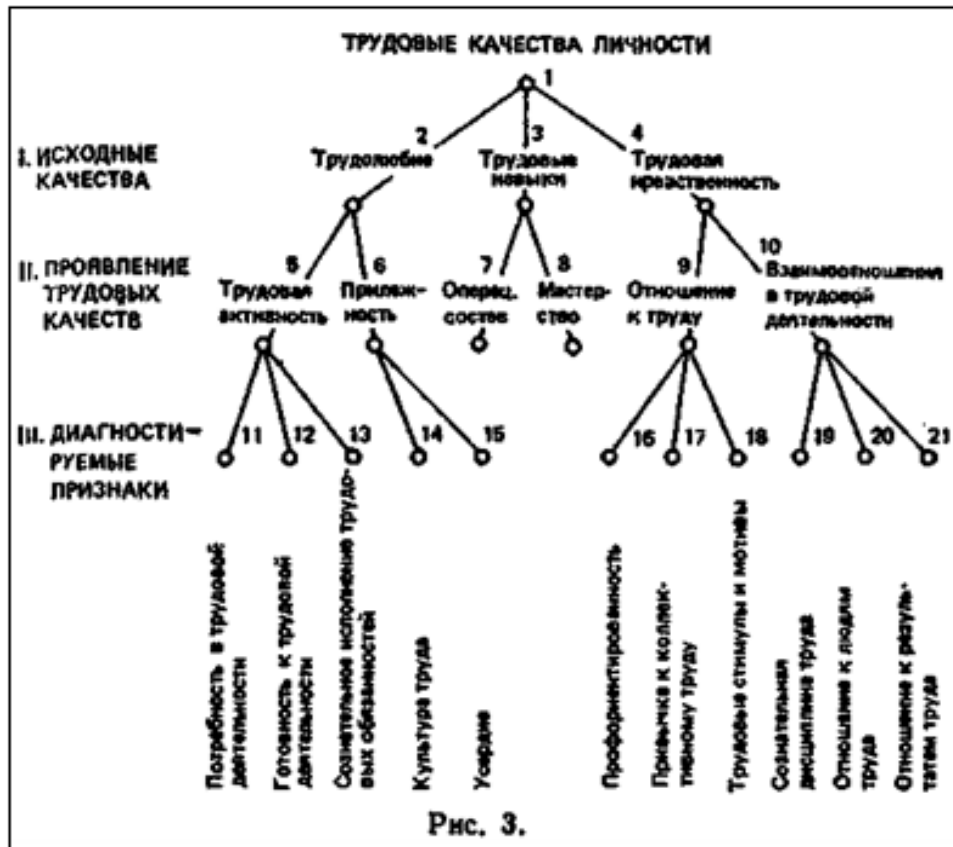 ТРУДОВЫЕ КАЧЕСТВА ЛИЧНОСТИ
1
2
3
4
I. ИСХОДНЫЕ
КАЧЕСТВА
Трудолюбие
Трудовые
навыки
Трудовая
нравственность
II. ПРОЯВЛЕНИЕ
ТРУДОВЫХ
КАЧЕСТВ
5
6
7
8
9
10
Трудовая
активность
Прилеж-
ность
Операц.
состав
Мастер-
ство
Отношение
к труду
Взаимоотношения
в трудовой
деятельности
III. ДИАГНОСТИ-
РУЕМЫЕ
ПРИЗНАКИ
11
12
13
14
15
16
17
18
19
20
21
Потребность в трудовой
деятельности
Готовность к трудовой
деятельности
Сознательное исполнение трудо-
вых обязанностей
Культура труда
Усердие
Профориентированность
Привычка к коллек-
тивному труду
Трудовые стимулы и мотивы
Сознательная
дисциплина труда
Отношение к людям
труда
Отношение к резуль-
татам труда
Рис. 3.